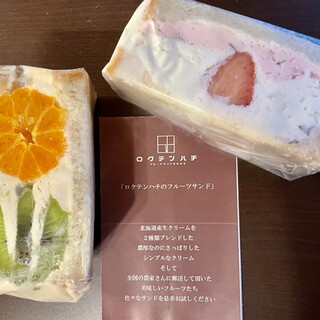 ロクテンハチ
「ロクテンハチのフルーツサンド」
北海道産生クリームを
2種類ブレンドした
濃厚なのにさっぱりした
シンプルなクリーム
そして
全国の農家さんに郵送して頂いた
美味しいフルーツたち
色々なサンドを是非お試しください